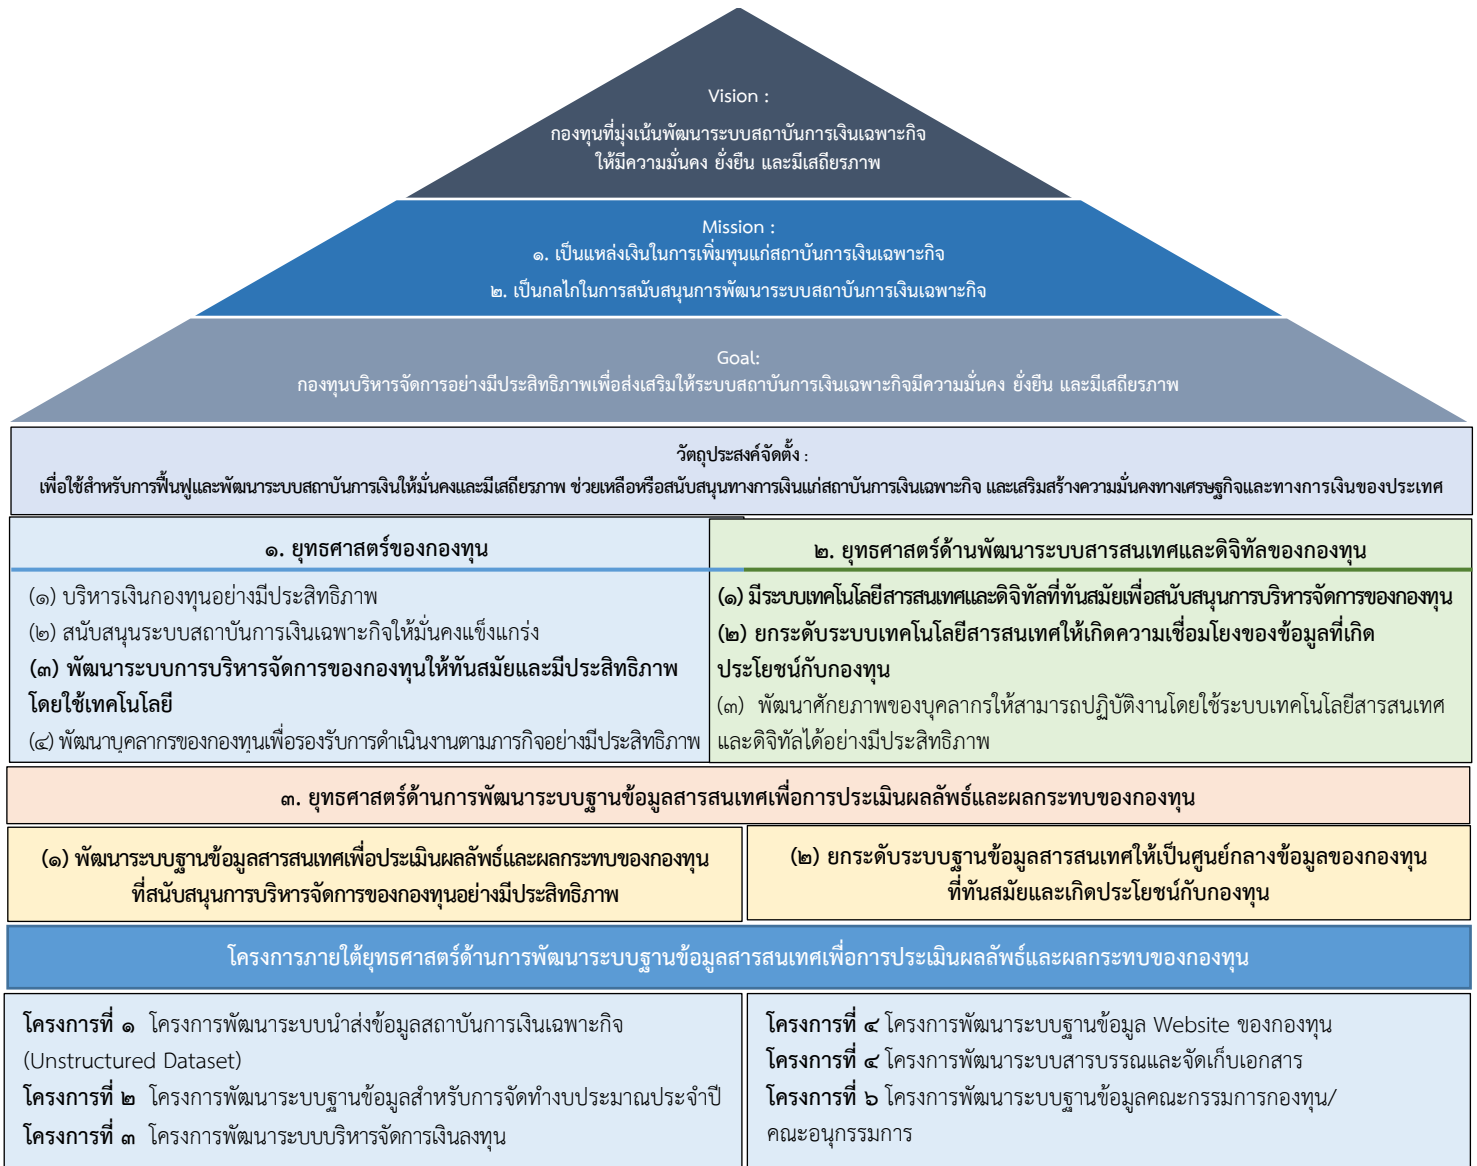 Vision :
กองทุนที่มุ่งเน้นพัฒนาระบบสถาบันการเงินเฉพาะกิจ
ให้มีความมั่นคง ยั่งยืน และมีเสถียรภาพ
Mission :
๑. เป็นแหล่งเงินในการเพิ่มทุนแก่สถาบันการเงินเฉพาะกิจ
๒. เป็นกลไกในการสนับสนุนการพัฒนาระบบสถาบันการเงินเฉพาะกิจ
Goal:
กองทุนบริหารจัดการอย่างมีประสิทธิภาพเพื่อส่งเสริมให้ระบบสถาบันการเงินเฉพาะกิจมีความมั่นคง ยั่งยืน และมีเสถียรภาพ
วัตถุประสงค์จัดตั้ง :
เพื่อใช้สำหรับการฟื้นฟูและพัฒนาระบบสถาบันการเงินให้มั่นคงและมีเสถียรภาพ ช่วยเหลือหรือสนับสนุนทางการเงินแก่สถาบันการเงินเฉพาะกิจ และเสริมสร้างความมั่นคงทางเศรษฐกิจและทางการเงินของประเทศ
๑. ยุทธศาสตร์ของกองทุน
(๑) บริหารเงินกองทุนอย่างมีประสิทธิภาพ
(๒) สนับสนุนระบบสถาบันการเงินเฉพาะกิจให้มั่นคงแข็งแกร่ง
(๓) พัฒนาระบบการบริหารจัดการของกองทุนให้ทันสมัยและมีประสิทธิภาพ
โดยใช้เทคโนโลยี
(๔) พัฒนาบุคลากรของกองทุนเพื่อรองรับการดำเนินงานตามภารกิจอย่างมีประสิทธิภาพ
๒. ยุทธศาสตร์ด้านพัฒนาระบบสารสนเทศและดิจิทัลของกองทุน
(๑) มีระบบเทคโนโลยีสารสนเทศและดิจิทัลที่ทันสมัยเพื่อสนับสนุนการบริหารจัดการของกองทุน
(๒) ยกระดับระบบเทคโนโลยีสารสนเทศให้เกิดความเชื่อมโยงของข้อมูลที่เกิด
ประโยชน์กับกองทุน
(๓) พัฒนาศักยภาพของบุคลากรให้สามารถปฏิบัติงานโดยใช้ระบบเทคโนโลยีสารสนเทศ
และดิจิทัลได้อย่างมีประสิทธิภาพ
๓. ยุทธศาสตร์ด้านการพัฒนาระบบฐานข้อมูลสารสนเทศเพื่อการประเมินผลลัพธ์และผลกระทบของกองทุน
(๑) พัฒนาระบบฐานข้อมูลสารสนเทศเพื่อประเมินผลลัพธ์และผลกระทบของกองทุน
ที่สนับสนุนการบริหารจัดการของกองทุนอย่างมีประสิทธิภาพ
(๒) ยกระดับระบบฐานข้อมูลสารสนเทศให้เป็นศูนย์กลางข้อมูลของกองทุน
ที่ทันสมัยและเกิดประโยชน์กับกองทุน
โครงการภายใต้ยุทธศาสตร์ด้านการพัฒนาระบบฐานข้อมูลสารสนเทศเพื่อการประเมินผลลัพธ์และผลกระทบของกองทุน
โครงการที่ ๑ โครงการพัฒนาระบบนำส่งข้อมูลสถาบันการเงินเฉพาะกิจ
(Unstructured Dataset)
โครงการที่ ๒ โครงการพัฒนาระบบฐานข้อมูลสำหรับการจัดทำงบประมาณประจำปี
โครงการที่ ๓ โครงการพัฒนาระบบบริหารจัดการเงินลงทุน
โครงการที่ ๔ โครงการพัฒนาระบบฐานข้อมูล Website ของกองทุน
โครงการที่ ๔ โครงการพัฒนาระบบสารบรรณและจัดเก็บเอกสาร
โครงการที่ ๖ โครงการพัฒนาระบบฐานข้อมูลคณะกรรมการกองทุน/
คณะอนุกรรมการ